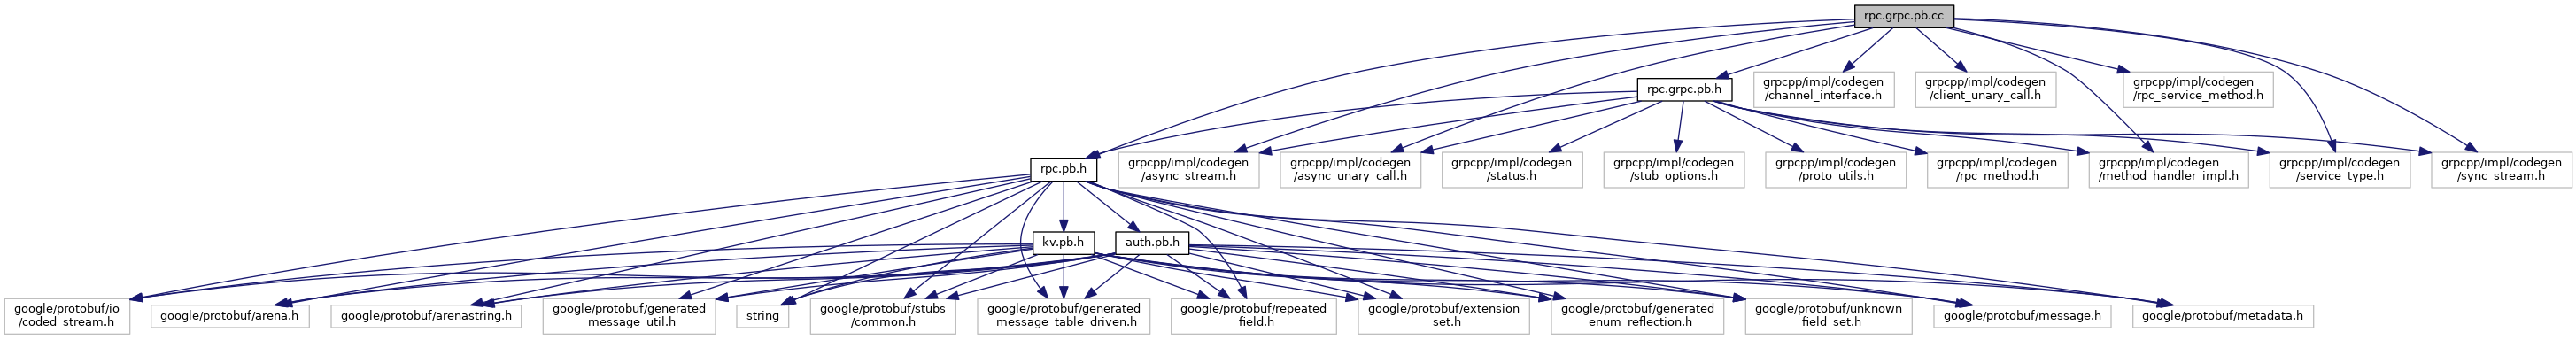 rpc.grpc.pb.cc
rpc.grpc.pb.h
grpcpp/impl/codegen
/channel_interface.h
grpcpp/impl/codegen
/client_unary_call.h
grpcpp/impl/codegen
/rpc_service_method.h
rpc.pb.h
grpcpp/impl/codegen
/async_stream.h
grpcpp/impl/codegen
/async_unary_call.h
grpcpp/impl/codegen
/status.h
grpcpp/impl/codegen
/stub_options.h
grpcpp/impl/codegen
/proto_utils.h
grpcpp/impl/codegen
/rpc_method.h
grpcpp/impl/codegen
/method_handler_impl.h
grpcpp/impl/codegen
/service_type.h
grpcpp/impl/codegen
/sync_stream.h
kv.pb.h
auth.pb.h
google/protobuf/io
/coded_stream.h
google/protobuf/arena.h
google/protobuf/arenastring.h
google/protobuf/generated
_message_util.h
string
google/protobuf/stubs
/common.h
google/protobuf/generated
_message_table_driven.h
google/protobuf/repeated
_field.h
google/protobuf/extension
_set.h
google/protobuf/generated
_enum_reflection.h
google/protobuf/unknown
_field_set.h
google/protobuf/message.h
google/protobuf/metadata.h